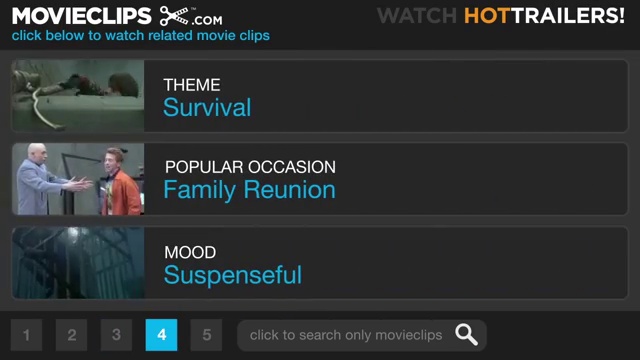 MOVIECLIPS .COM
WATCH HOTTRAILERS!
click below to watch related movie clips
THEME
Survival
POPULAR OCCASION
Family Reunion
MOOD
Suspenseful
1 2 3 4 5 click to search only movieclips